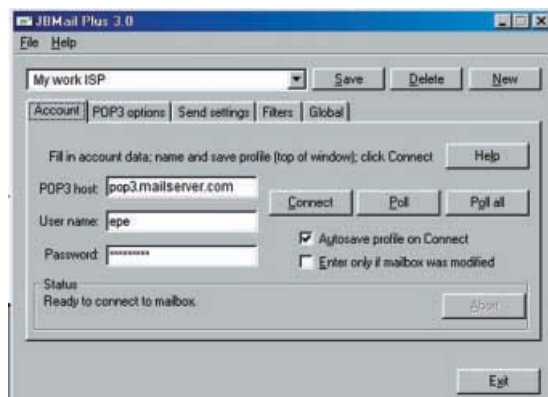 JBMail Plus 3.0
File Help
My work ISP Save Delete New
Account POP3 options Send settings Filters Global
Fill in account data; name and save profile (top of window); click Connect Help
POP3 host: pop3.mailserver.com
Connect Poll Poll all
User name: epe
Autosave profile on Connect
Password: *********
Enter only if mailbox was modified
Status
Ready to connect to mailbox.
Abort
Exit